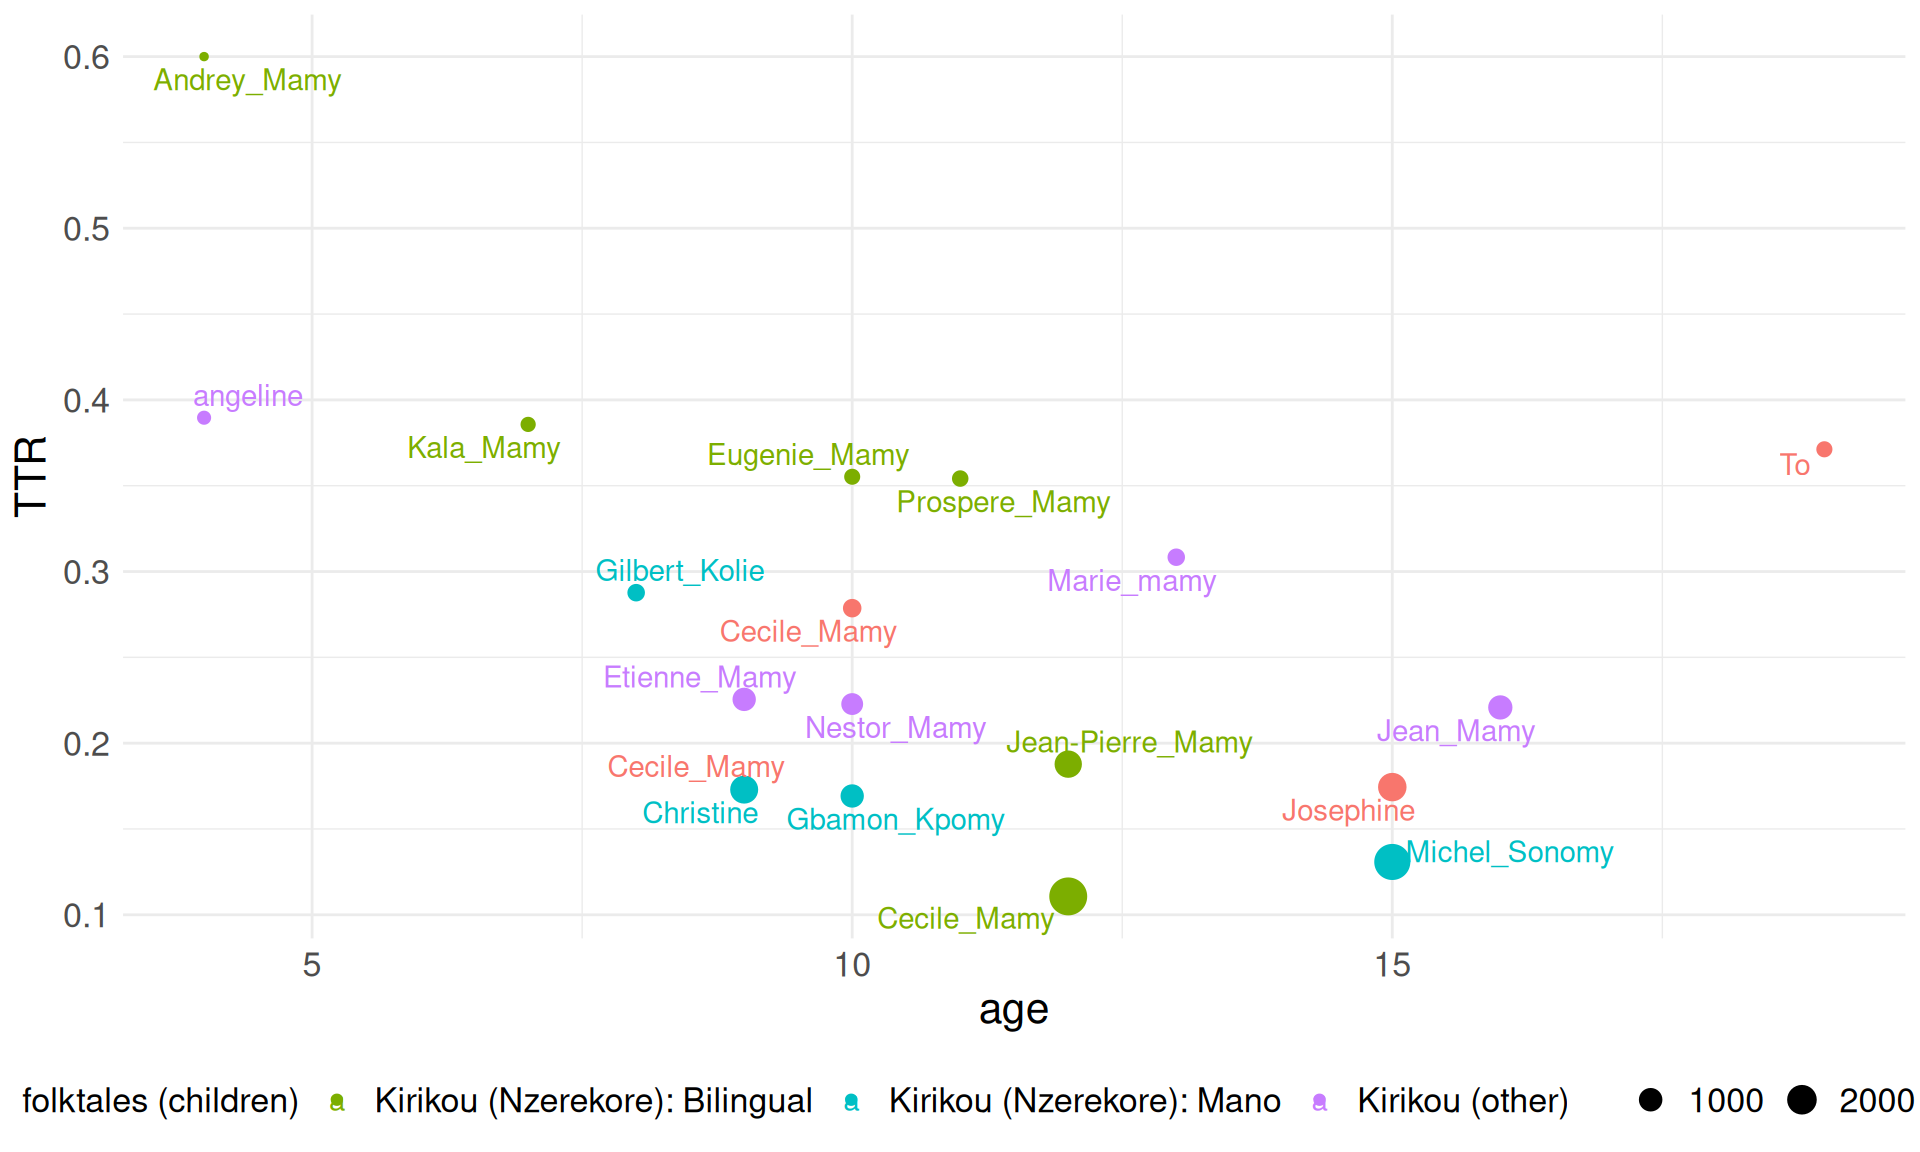 0.6
Andrey_Mamy
0.5
0.4
angeline
Kala_Mamy
Eugenie_Mamy
To
Prospere_Mamy
TTR
0.3
Gilbert_Kolie
Marie_mamy
Cecile_Mamy
Etienne_Mamy
Nestor_Mamy
Jean_Mamy
0.2
Jean-Pierre_Mamy
Cecile_Mamy
Christine
Gbamon_Kpomy
Josephine
Michel_Sonomy
0.1
Cecile_Mamy
5 10 15
age
folktales (children) a Kirikou (Nzerekore): Bilingual a Kirikou (Nzerekore): Mano a Kirikou (other) 1000 2000